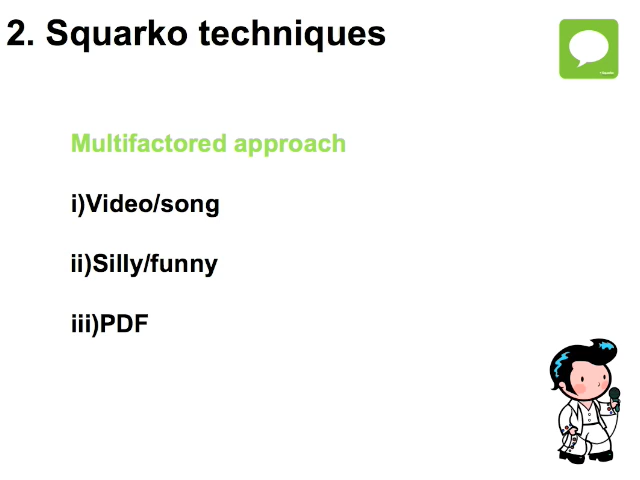 2. Squarko techniques
Multifactored approach
i)Video/song
ii)Silly/funny
iii)PDF